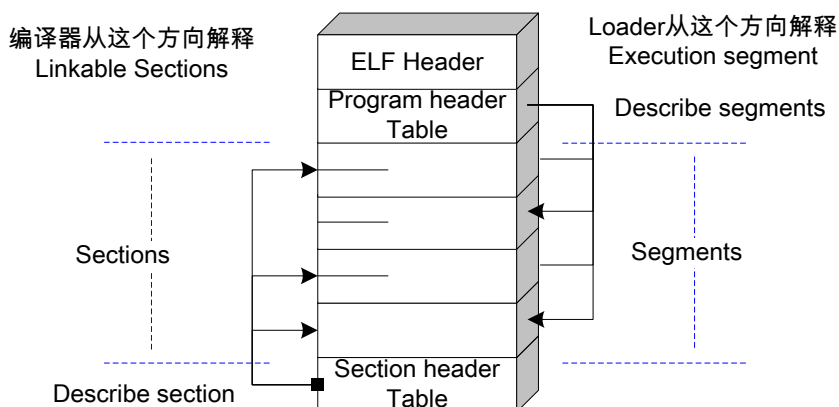 编译器从这个方向解释
Linkable Sections
Loader从这个方向解释
Execution segment
ELF Header
Program header
Table
Describe segments
Sections
Segments
Describe section
Section header
Table